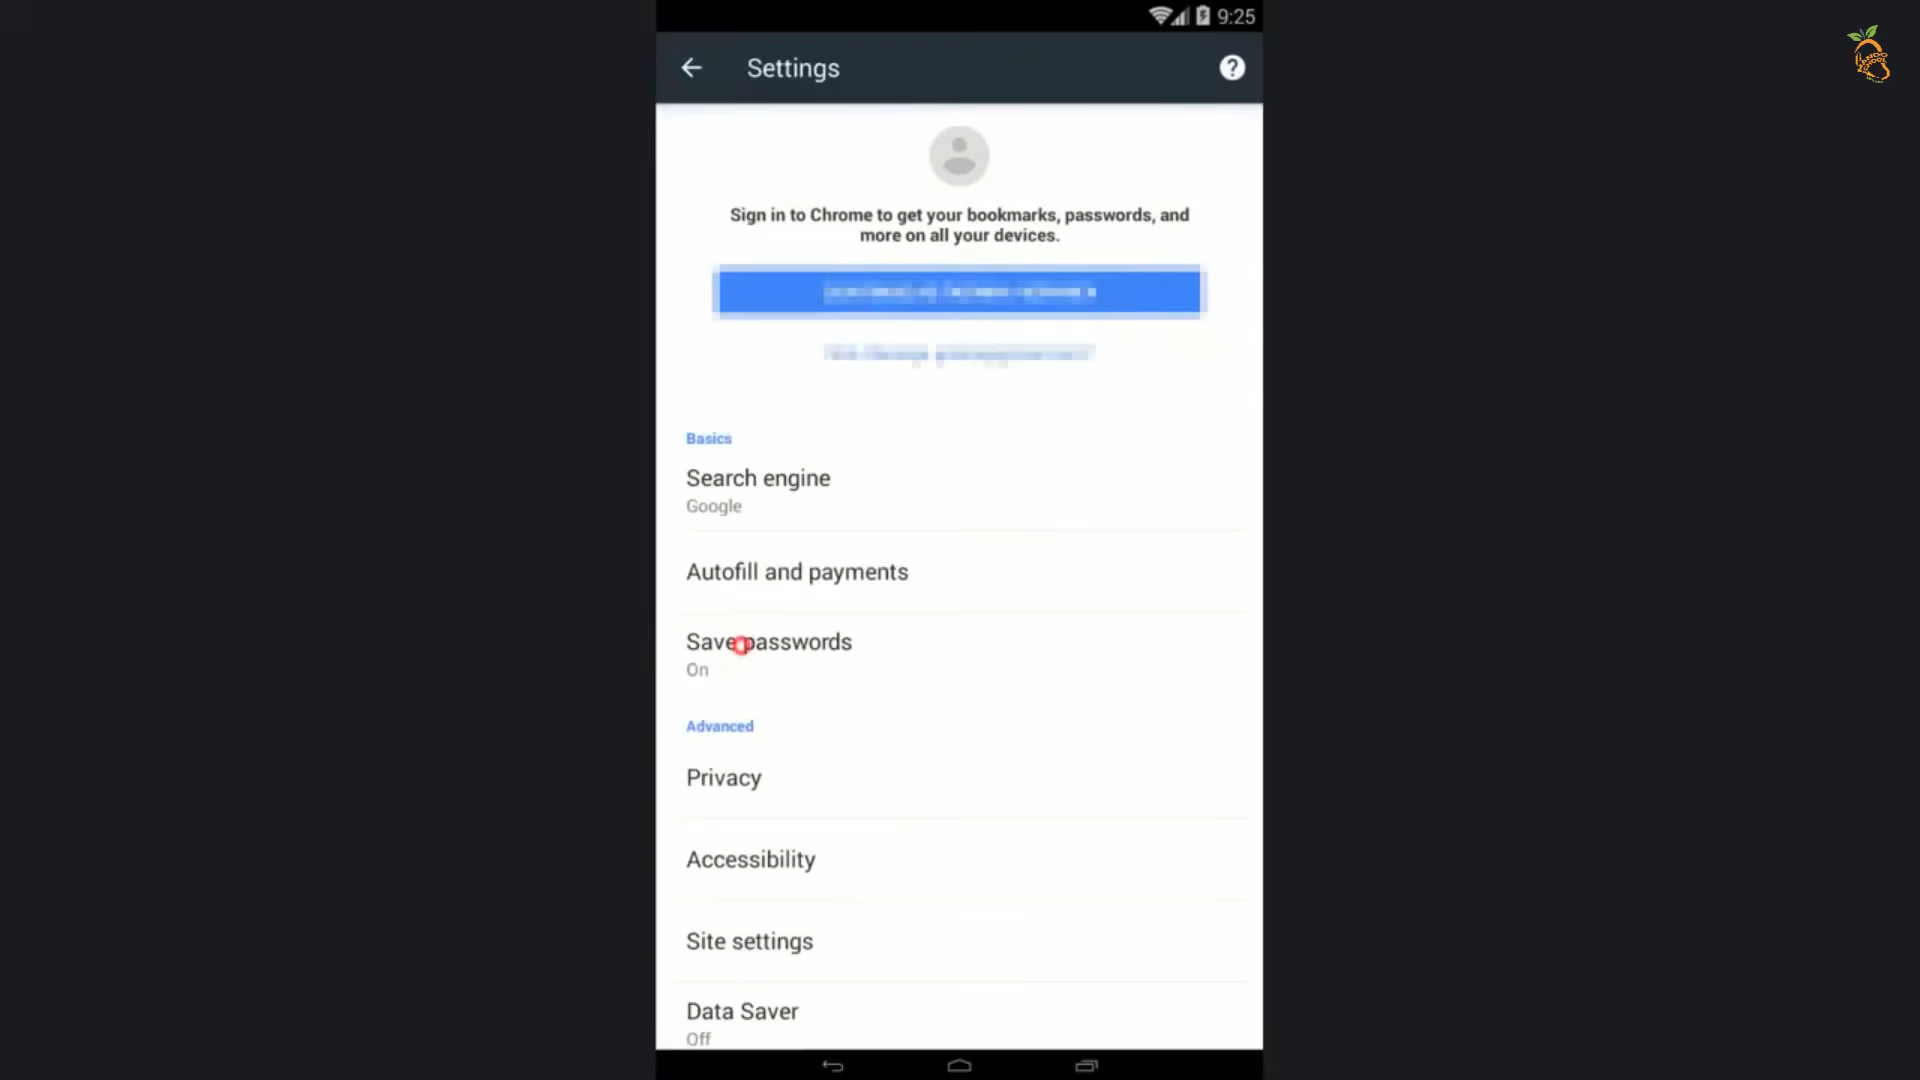 9:25
Settings
Sign in to Chrome to get your bookmarks, passwords, and
more on all your devices.
Basics
Search engine
Google
Autofill and payments
Save passwords
On
Advanced
Privacy
Accessibility
Site settings
Data Saver
Off